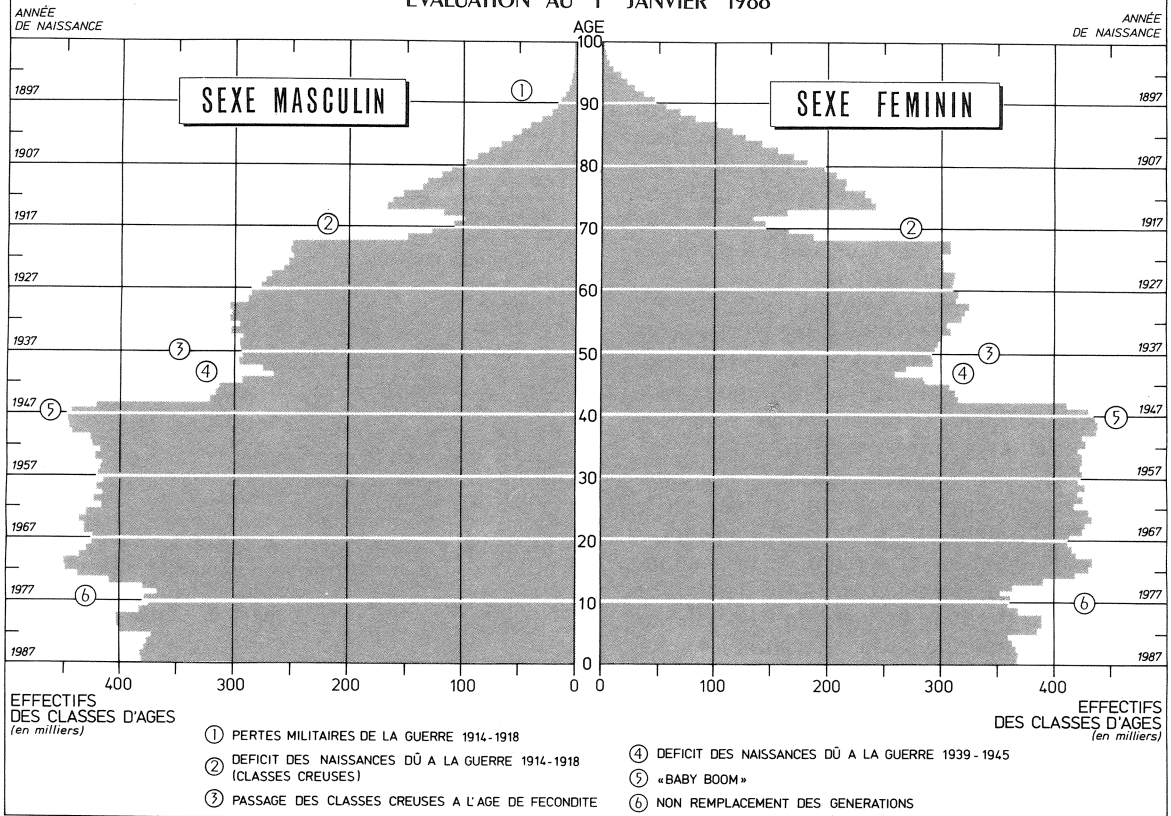 EVALUATION AU 1 JANVIER 1988
ANNÉE
DE NAISSANCE
AGE
ANNÉE
DE NAISSANCE
SEXE MASCULIN
SEXE FEMININ
100
1897 ① 90 1897
1907 80 1907
1917 ② 70 ② 1917
1927 60 1927
1937 ③ 50 ③ 1937
④ ④
1947 ⑤ 40 ⑤ 1947
1957 30 1957
1967 20 1967
1977 ⑥ 10 ⑥ 1977
1987 0 1987
400 300 200 100 0 0 100 200 300 400
EFFECTIFS
DES CLASSES D'AGES
(en milliers)
EFFECTIFS
DES CLASSES D'AGES
(en milliers)
① PERTES MILITAIRES DE LA GUERRE 1914-1918
② DEFICIT DES NAISSANCES DÛ A LA GUERRE 1914-1918
(CLASSES CREUSES)
③ PASSAGE DES CLASSES CREUSES A L'AGE DE FECONDITE
④ DEFICIT DES NAISSANCES DÛ A LA GUERRE 1939-1945
⑤ «BABY BOOM»
⑥ NON REMPLACEMENT DES GENERATIONS